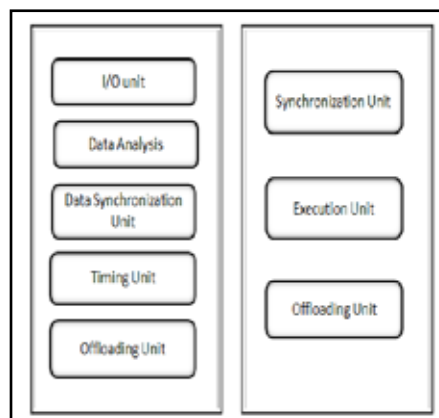 I/O unit
Data Analysis
Data Synchronization
Unit
Timing Unit
Offloading Unit
Synchronization Unit
Execution Unit
Offloading Unit